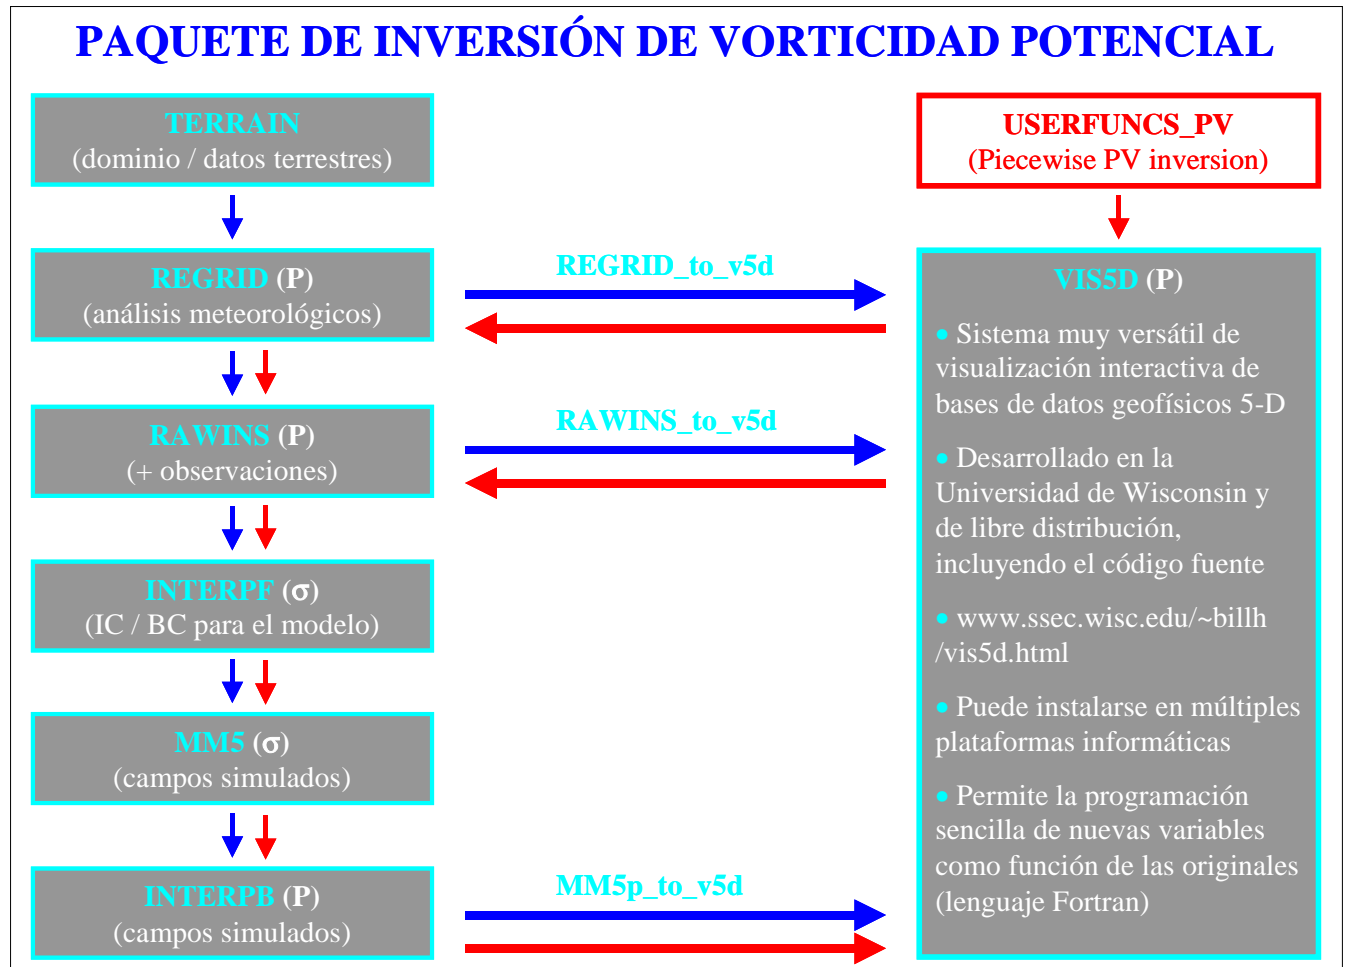 PAQUETE DE INVERSIÓN DE VORTICIDAD POTENCIAL
TERRAIN
(dominio / datos terrestres)
REGRID (P)
(análisis meteorológicos)
RAWINS (P)
(+ observaciones)
INTERPF (σ)
(IC / BC para el modelo)
MM5 (σ)
(campos simulados)
INTERPB (P)
(campos simulados)
REGRID_to_v5d
RAWINS_to_v5d
MM5p_to_v5d
USERFUNCS_PV
(Piecewise PV inversion)
VIS5D (P)
• Sistema muy versátil de
visualización interactiva de
bases de datos geofísicos 5-D
• Desarrollado en la
Universidad de Wisconsin y
de libre distribución,
incluyendo el código fuente
• www.ssec.wisc.edu/~billh
/vis5d.html
• Puede instalarse en múltiples
plataformas informáticas
• Permite la programación
sencilla de nuevas variables
como función de las originales
(lenguaje Fortran)